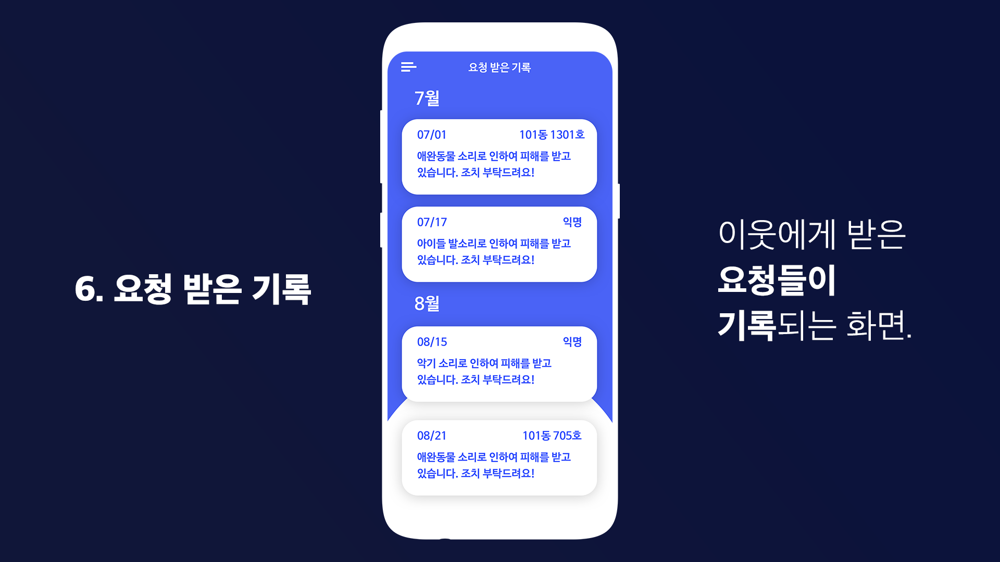 6. 요청 받은 기록
요청 받은 기록
7월
07/01 101동 1301호
애완동물 소리로 인하여 피해를 받고
있습니다. 조치 부탁드려요!
07/17 익명
아이들 발소리로 인하여 피해를 받고
있습니다. 조치 부탁드려요!
8월
08/15 익명
악기 소리로 인하여 피해를 받고
있습니다. 조치 부탁드려요!
08/21 101동 705호
애완동물 소리로 인하여 피해를 받고
있습니다. 조치 부탁드려요!
이웃에게 받은
요청들이
기록되는 화면.